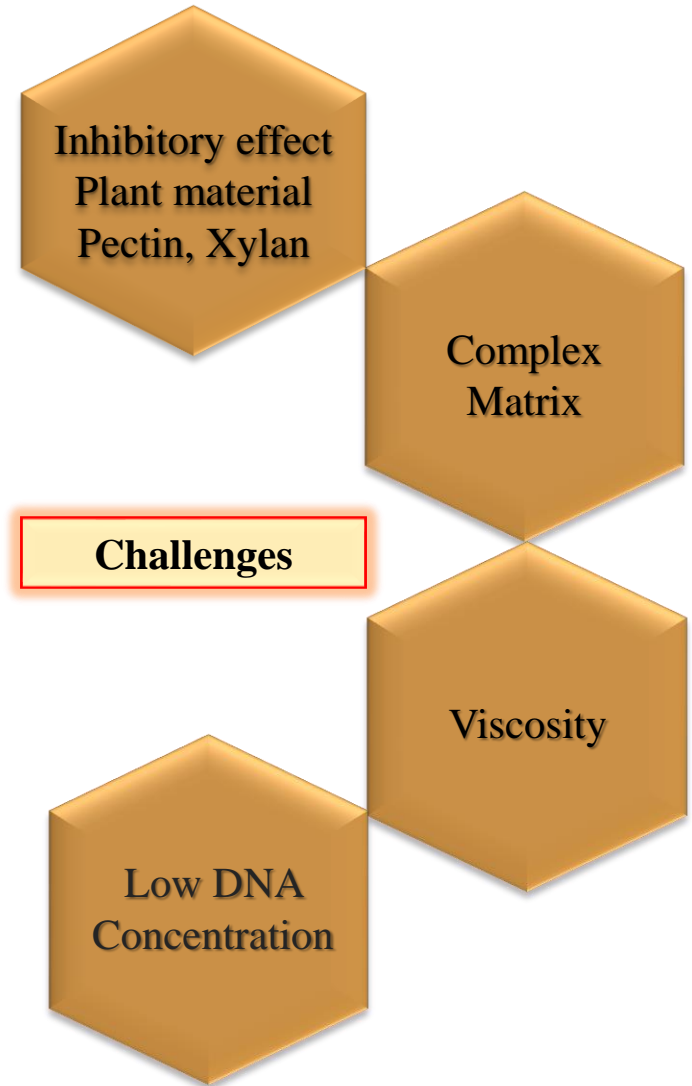 Inhibitory effect
Plant material
Pectin, Xylan
Complex
Matrix
Challenges
Viscosity
Low DNA
Concentration